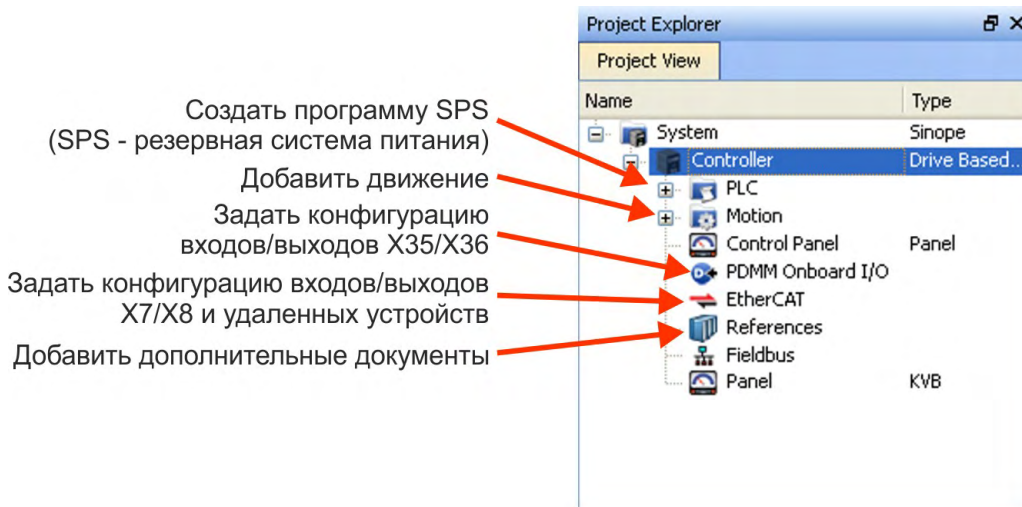 Создать программу SPS
(SPS - резервная система питания)
Добавить движение
Задать конфигурацию
входов/выходов X35/X36
Задать конфигурацию входов/выходов
X7/X8 и удаленных устройств
Добавить дополнительные документы
Project Explorer
Project View
Name Type
System Sinope
Controller Drive Based...
PLC
Motion
Control Panel Panel
PDMM Onboard I/O
EtherCAT
References
Fieldbus
Panel KVB